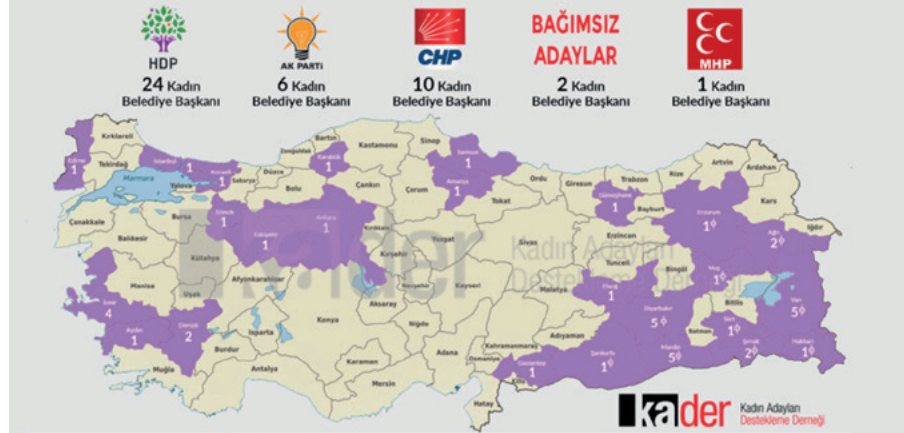 HDP
24 Kadın
Belediye Başkanı
AK PARTİ
6 Kadın
Belediye Başkanı
CHP
10 Kadın
Belediye Başkanı
BAĞIMSIZ
ADAYLAR
2 Kadın
Belediye Başkanı
MHP
1 Kadın
Belediye Başkanı
Kırklareli
Edirne
1
Tekirdağ
İstanbul
1
Kocaeli
1
Marmara
Yalova
Sakarya
Düzce
Zonguldak
Bartın
Karabük
1
Kastamonu
Sinop
Samsun
1
Amasya
1
Ordu
Giresun
Trabzon
Rize
Artvin
Ardahan
Kars
Gümüşhane
1
Bayburt
Erzurum
1
Ağrı
2
Iğdır
Çanakkale
Balıkesir
Bursa
Bilecik
1
Eskişehir
1
Bolu
Çankırı
Ankara
1
Kırıkkale
Çorum
Tokat
Yozgat
Sivas
Erzincan
Tunceli
Bingöl
Muş
1
Bitlis
Van
5
Kütahya
Manisa
Uşak
Afyonkarahisar
Kırşehir
Nevşehir
Kayseri
Malatya
Elazığ
1
Diyarbakır
5
Batman
Siirt
1
Şırnak
2
Hakkari
1
İzmir
4
Aydın
1
Denizli
2
Isparta
Konya
Aksaray
Niğde
Kahramanmaraş
Adıyaman
Şanlıurfa
1
Mardin
5
Muğla
Burdur
Antalya
Karaman
Mersin
Adana
Osmaniye
Gaziantep
1
Kilis
Hatay
kader
Kadın Adayları
Destekleme Derneği
kader
Kadın Adayları
Destekleme Derneği